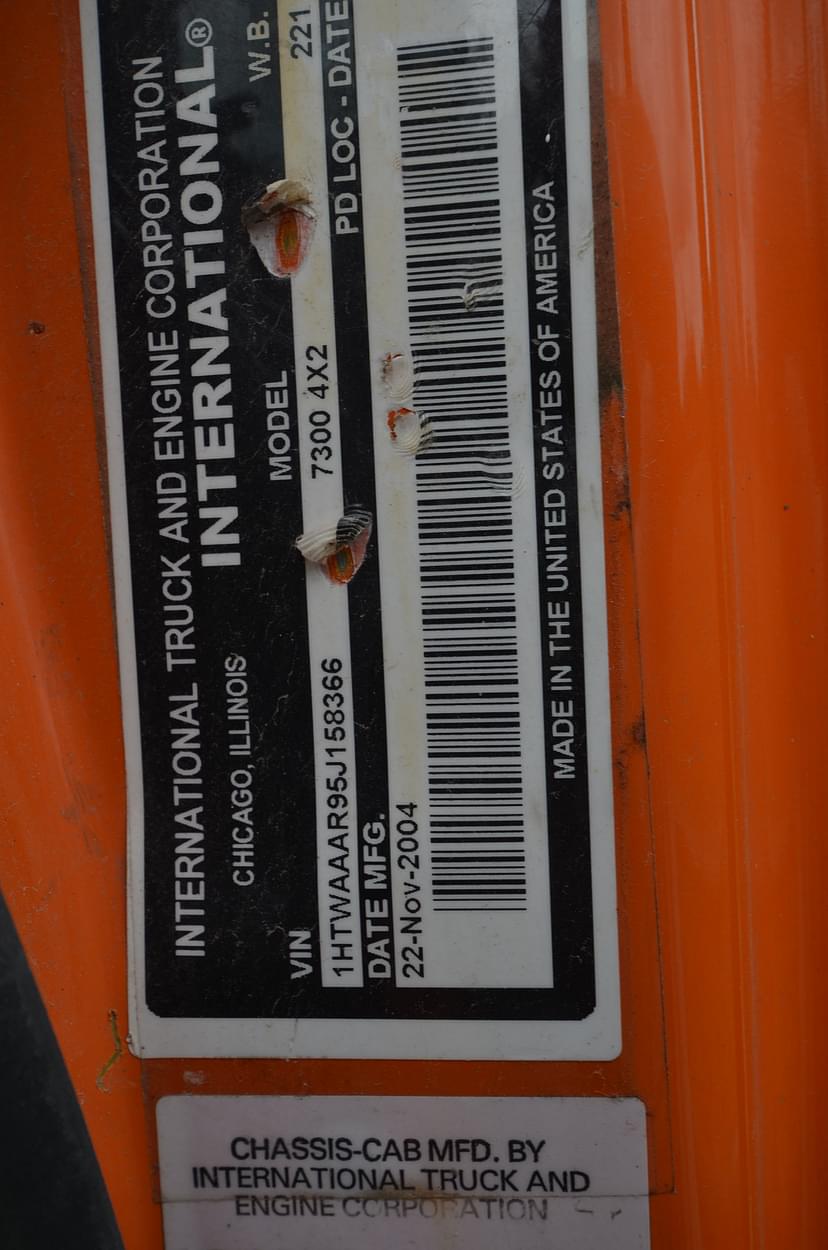 INTERNATIONAL TRUCK AND ENGINE CORPORATION
INTERNATIONAL®
CHICAGO, ILLINOIS
VIN MODEL W.B.
1HTWAAAR95J158366 7300 4X2 221
DATE MFG. PD LOC - DATE
22-Nov-2004
MADE IN THE UNITED STATES OF AMERICA
CHASSIS-CAB MFD. BY
INTERNATIONAL TRUCK AND
ENGINE CORPORATION